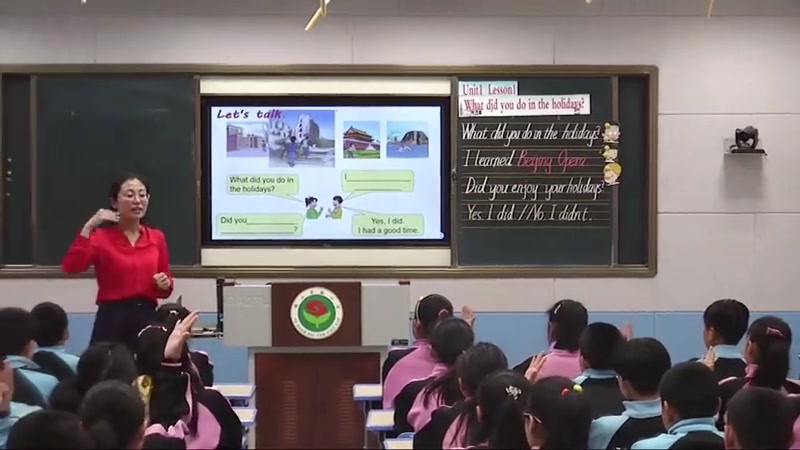 Let's talk.
What did you do in
the holidays?
I
Did you
?
Yes, I did.
I had a good time.
Unit1 Lesson1
What did you do in the holidays?
What did you do in the holidays?
I learned Beijing Opera
Did you enjoy your holidays?
Yes. I did / No. I didn't.